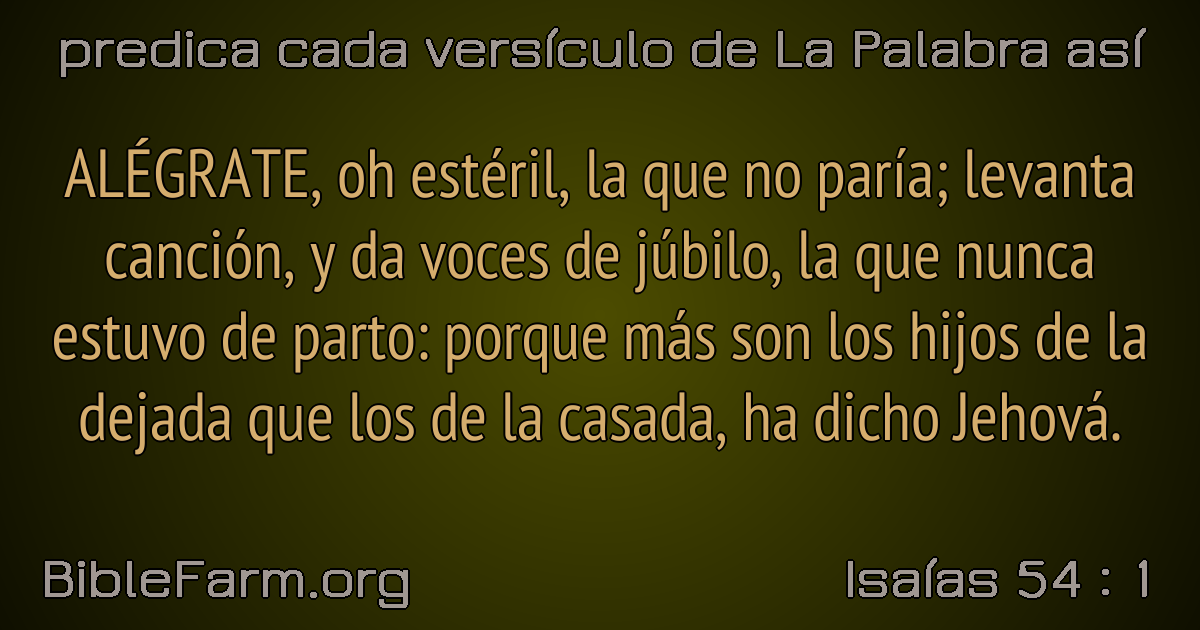 predica cada versículo de La Palabra así
ALÉGRATE, oh estéril, la que no paría; levanta
canción, y da voces de júbilo, la que nunca
estuvo de parto: porque más son los hijos de la
dejada que los de la casada, ha dicho Jehová.
BibleFarm.org
Isaías 54 : 1